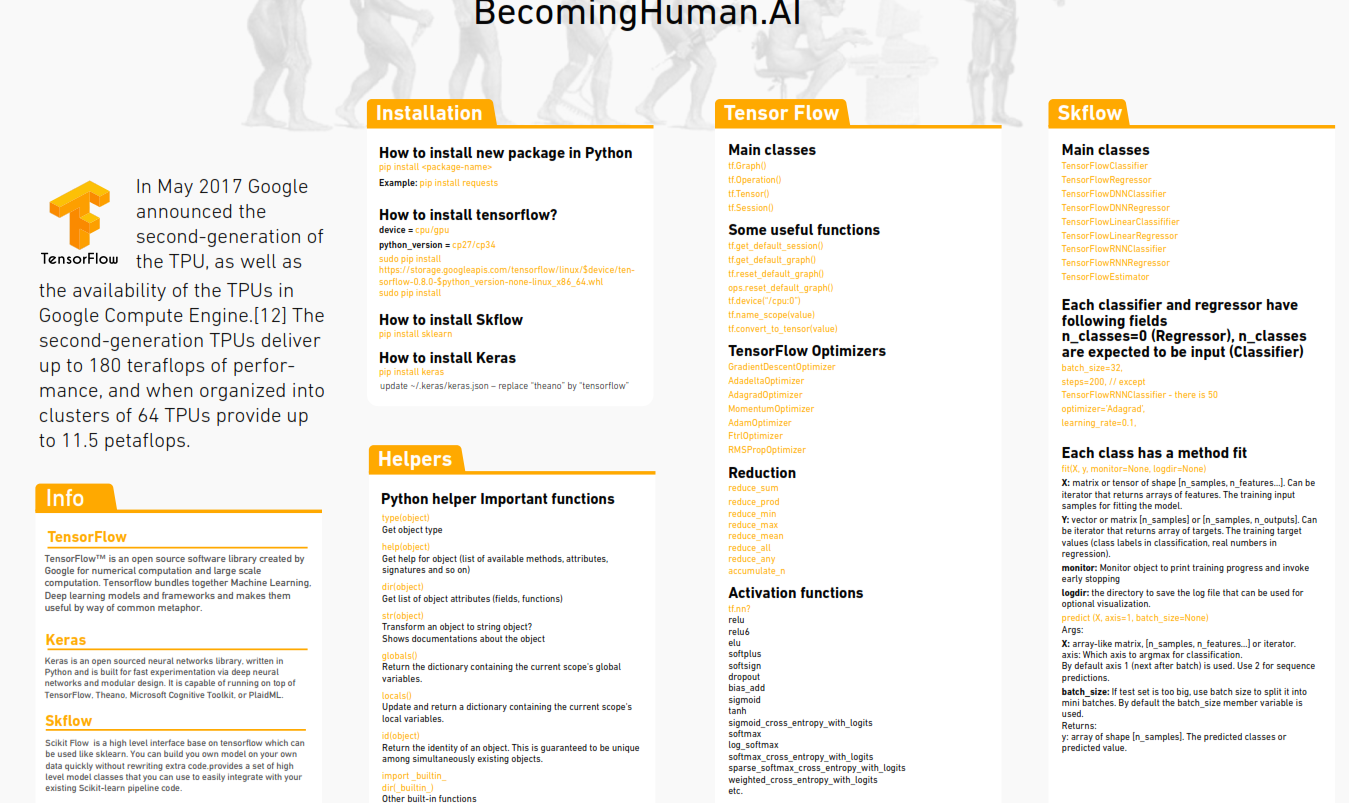 BecomingHuman.AI
TensorFlow
In May 2017 Google
announced the
second-generation of
the TPU, as well as
the availability of the TPUs in
Google Compute Engine.[12] The
second-generation TPUs deliver
up to 180 teraflops of perfor-
mance, and when organized into
clusters of 64 TPUs provide up
to 11.5 petaflops.
Info
TensorFlow
TensorFlow™ is an open source software library created by
Google for numerical computation and large scale
computation. Tensorflow bundles together Machine Learning,
Deep learning models and frameworks and makes them
useful by way of common metaphor.
Keras
Keras is an open sourced neural networks library, written in
Python and is built for fast experimentation via deep neural
networks and modular design. It is capable of running on top of
TensorFlow, Theano, Microsoft Cognitive Toolkit, or PlaidML.
Skflow
Scikit Flow is a high level interface base on tensorflow which can
be used like sklearn. You can build you own model on your own
data quickly without rewriting extra code.provides a set of high
level model classes that you can use to easily integrate with your
existing Scikit-learn pipeline code.
Installation
How to install new package in Python
pip install <package-name>
Example: pip install requests
How to install tensorflow?
device = cpu/gpu
python_version = cp27/cp34
sudo pip install
https://storage.googleapis.com/tensorflow/linux/$device/ten-
sorflow-0.8.0-$python_version-none-linux_x86_64.whl
sudo pip install
How to install Skflow
pip install sklearn
How to install Keras
pip install keras
update ~/.keras/keras.json – replace "theano" by "tensorflow"
Helpers
Python helper Important functions
type(object)
Get object type
help(object)
Get help for object (list of available methods, attributes,
signatures and so on)
dir(object)
Get list of object attributes (fields, functions)
str(object)
Transform an object to string object?
Shows documentations about the object
globals()
Return the dictionary containing the current scope's global
variables.
locals()
Update and return a dictionary containing the current scope's
local variables.
id(object)
Return the identity of an object. This is guaranteed to be unique
among simultaneously existing objects.
import _builtin_
dir(_builtin_)
Other built-in functions
Tensor Flow
Main classes
tf.Graph()
tf.Operation()
tf.Tensor()
tf.Session()
Some useful functions
tf.get_default_session()
tf.get_default_graph()
tf.reset_default_graph()
ops.reset_default_graph()
tf.device("/cpu:0")
tf.name_scope(value)
tf.convert_to_tensor(value)
TensorFlow Optimizers
GradientDescentOptimizer
AdadeltaOptimizer
AdagradOptimizer
MomentumOptimizer
AdamOptimizer
FtrlOptimizer
RMSPropOptimizer
Reduction
reduce_sum
reduce_prod
reduce_min
reduce_max
reduce_mean
reduce_all
reduce_any
accumulate_n
Activation functions
tf.nn?
relu
relu6
elu
softplus
softsign
dropout
bias_add
sigmoid
tanh
sigmoid_cross_entropy_with_logits
softmax
log_softmax
softmax_cross_entropy_with_logits
sparse_softmax_cross_entropy_with_logits
weighted_cross_entropy_with_logits
etc.
Skflow
Main classes
TensorFlowClassifier
TensorFlowRegressor
TensorFlowDNNClassifier
TensorFlowDNNRegressor
TensorFlowLinearClassififier
TensorFlowLinearRegressor
TensorFlowRNNClassifier
TensorFlowRNNRegressor
TensorFlowEstimator
Each classifier and regressor have
following fields
n_classes=0 (Regressor), n_classes
are expected to be input (Classifier)
batch_size=32,
steps=200, // except
TensorFlowRNNClassifier - there is 50
optimizer='Adagrad',
learning_rate=0.1,
Each class has a method fit
fit(X, y, monitor=None, logdir=None)
X: matrix or tensor of shape [n_samples, n_features...]. Can be
iterator that returns arrays of features. The training input
samples for fitting the model.
Y: vector or matrix [n_samples] or [n_samples, n_outputs]. Can
be iterator that returns array of targets. The training target
values (class labels in classification, real numbers in
regression).
monitor: Monitor object to print training progress and invoke
early stopping
logdir: the directory to save the log file that can be used for
optional visualization.
predict (X, axis=1, batch_size=None)
Args:
X: array-like matrix, [n_samples, n_features...] or iterator.
axis: Which axis to argmax for classification.
By default axis 1 (next after batch) is used. Use 2 for sequence
predictions.
batch_size: If test set is too big, use batch size to split it into
mini batches. By default the batch_size member variable is
used.
Returns:
y: array of shape [n_samples]. The predicted classes or
predicted value.